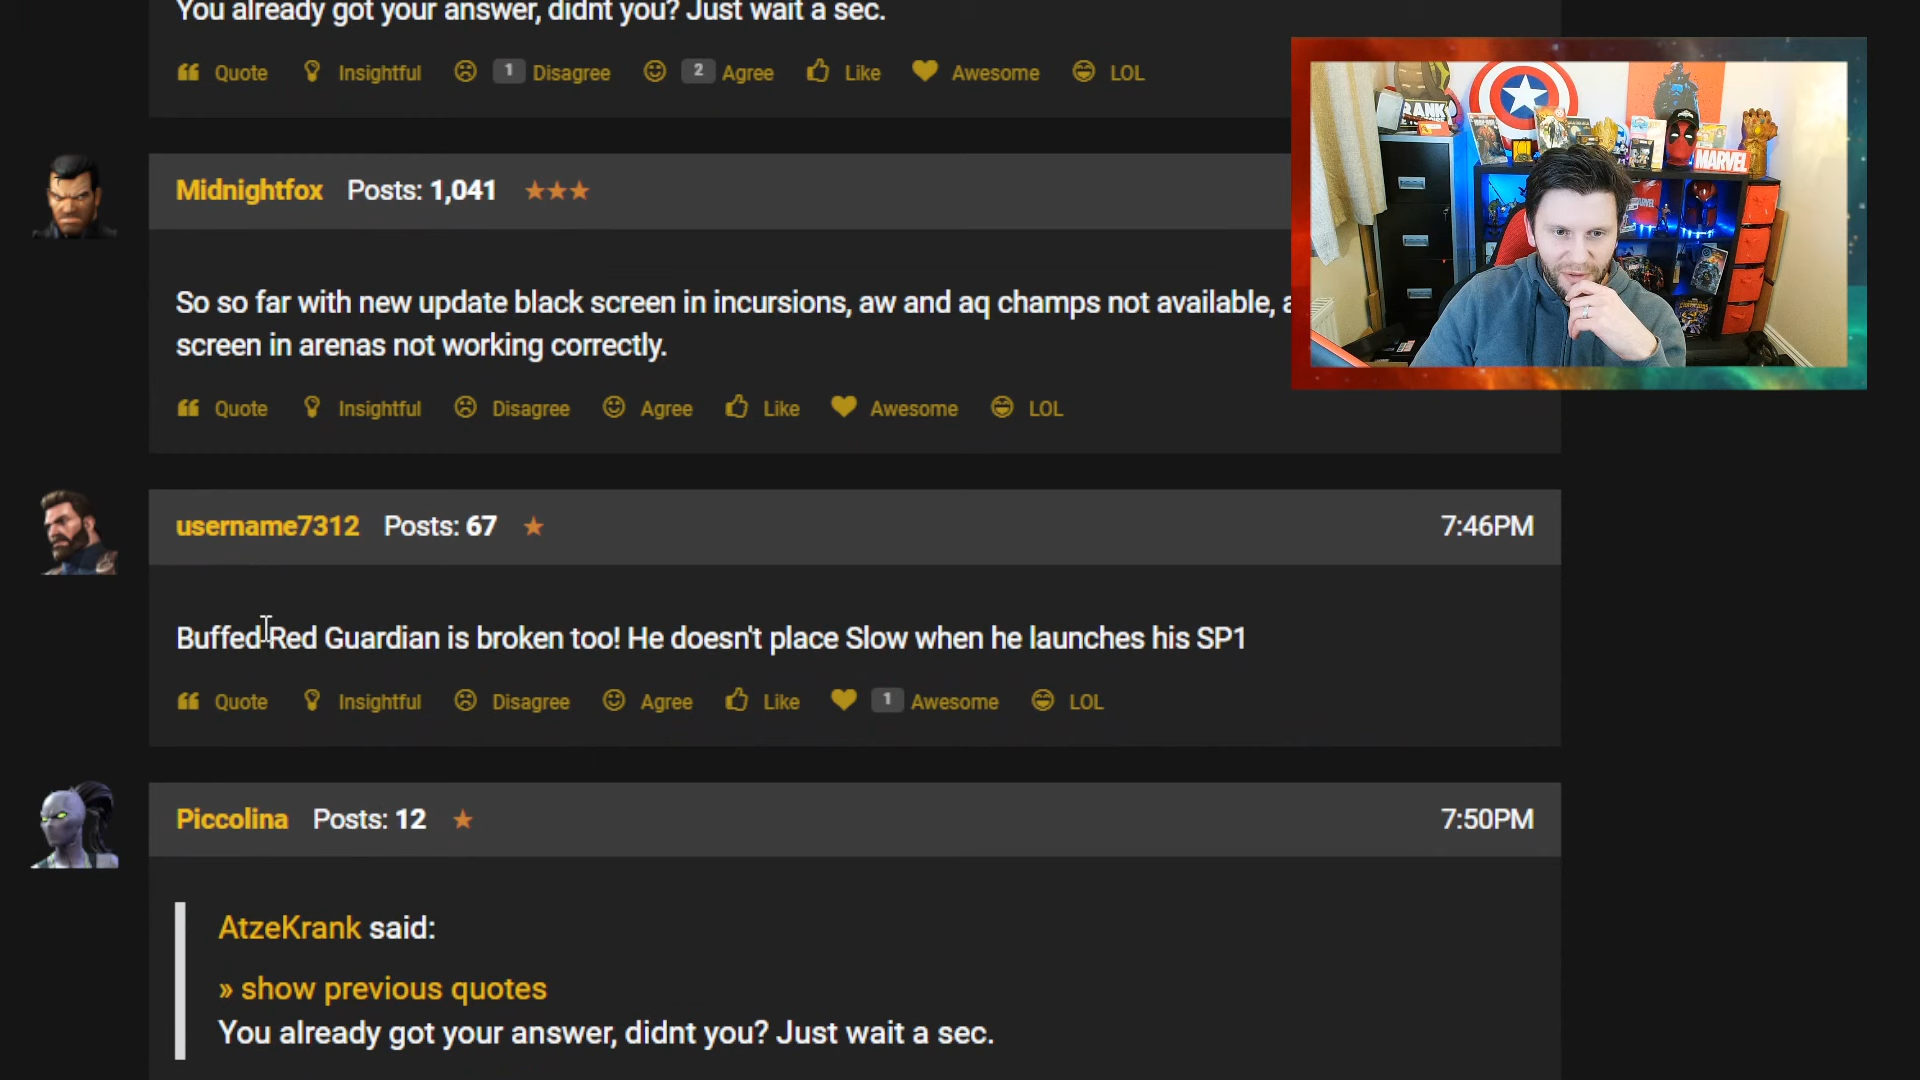 You already got your answer, didnt you? Just wait a sec.
Quote Insightful 1 Disagree 2 Agree Like Awesome LOL
Midnightfox Posts: 1,041
So so far with new update black screen in incursions, aw and aq champs not available, a
screen in arenas not working correctly.
Quote Insightful Disagree Agree Like Awesome LOL
username7312 Posts: 67 7:46PM
Buffed Red Guardian is broken too! He doesn't place Slow when he launches his SP1
Quote Insightful Disagree Agree Like 1 Awesome LOL
Piccolina Posts: 12 7:50PM
AtzeKrank said:
» show previous quotes
You already got your answer, didnt you? Just wait a sec.
MARVEL